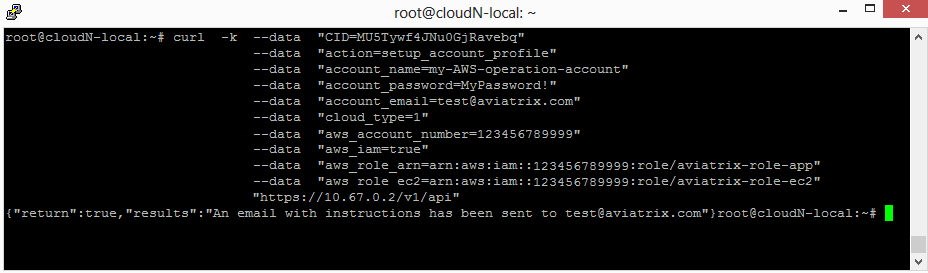 root@cloudN-local: ~
root@cloudN-local:~# curl -k --data "CID=MU5Tywf4JNu0GjRavebq"
--data "action=setup_account_profile"
--data "account_name=my-AWS-operation-account"
--data "account_password=MyPassword!"
--data "account_email=test@aviatrix.com"
--data "cloud_type=1"
--data "aws_account_number=123456789999"
--data "aws_iam=true"
--data "aws_role_arn=arn:aws:iam::123456789999:role/aviatrix-role-app"
--data "aws role ec2=arn:aws:iam::123456789999:role/aviatrix-role-ec2"
"https://10.67.0.2/v1/api"
{"return":true,"results":"An email with instructions has been sent to test@aviatrix.com"}root@cloudN-local:~#